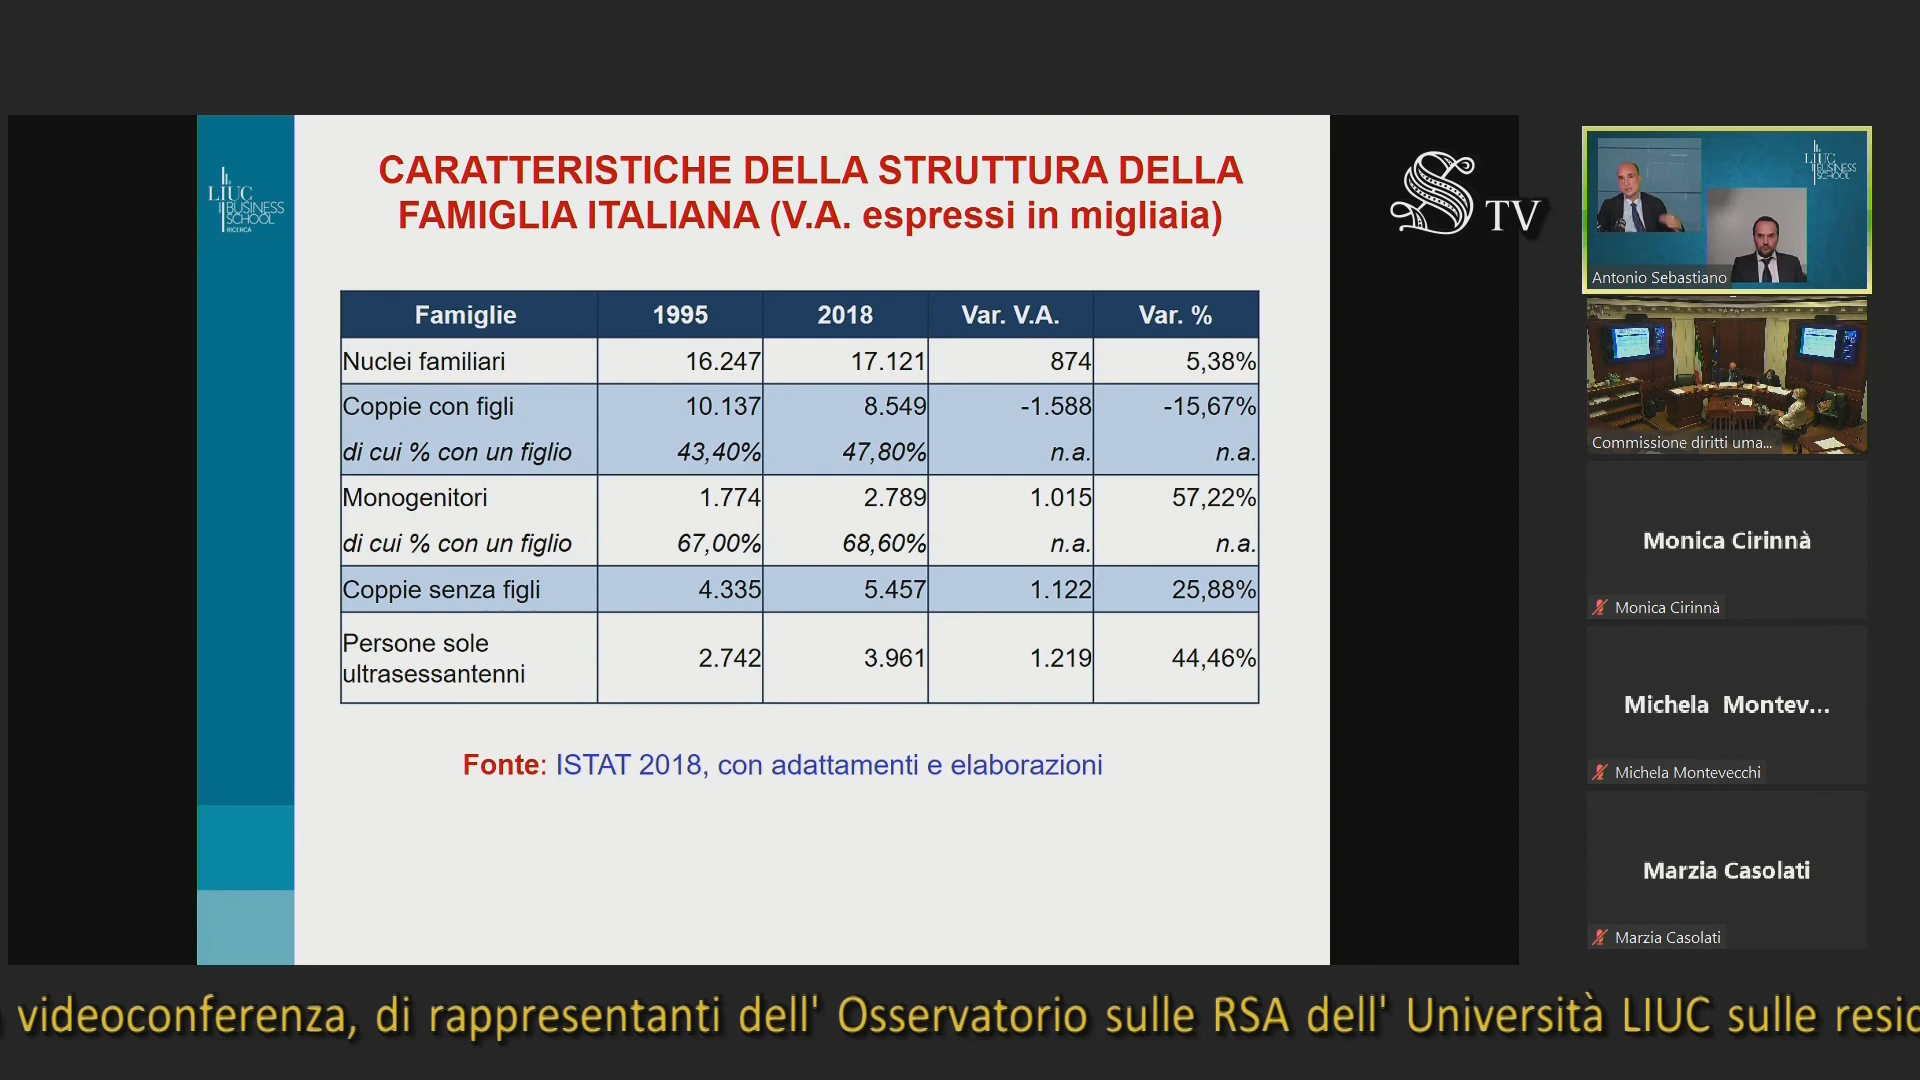 LIUC
BUSINESS
SCHOOL
RICERCA
CARATTERISTICHE DELLA STRUTTURA DELLA
FAMIGLIA ITALIANA (V.A. espressi in migliaia)
Famiglie 1995 2018 Var. V.A. Var. %
Nuclei familiari 16.247 17.121 874 5,38%
Coppie con figli 10.137 8.549 -1.588 -15,67%
di cui % con un figlio 43,40% 47,80% n.a. n.a.
Monogenitori 1.774 2.789 1.015 57,22%
di cui % con un figlio 67,00% 68,60% n.a. n.a.
Coppie senza figli 4.335 5.457 1.122 25,88%
Persone sole
ultrasessantenni 2.742 3.961 1.219 44,46%
Fonte: ISTAT 2018, con adattamenti e elaborazioni
S TV
LIUC
BUSINESS
SCHOOL
Antonio Sebastiano
Commissione diritti uma...
Monica Cirinnà
Monica Cirinnà
Michela Montev...
Michela Montevecchi
Marzia Casolati
Marzia Casolati
videoconferenza, di rappresentanti dell' Osservatorio sulle RSA dell' Università LIUC sulle resid